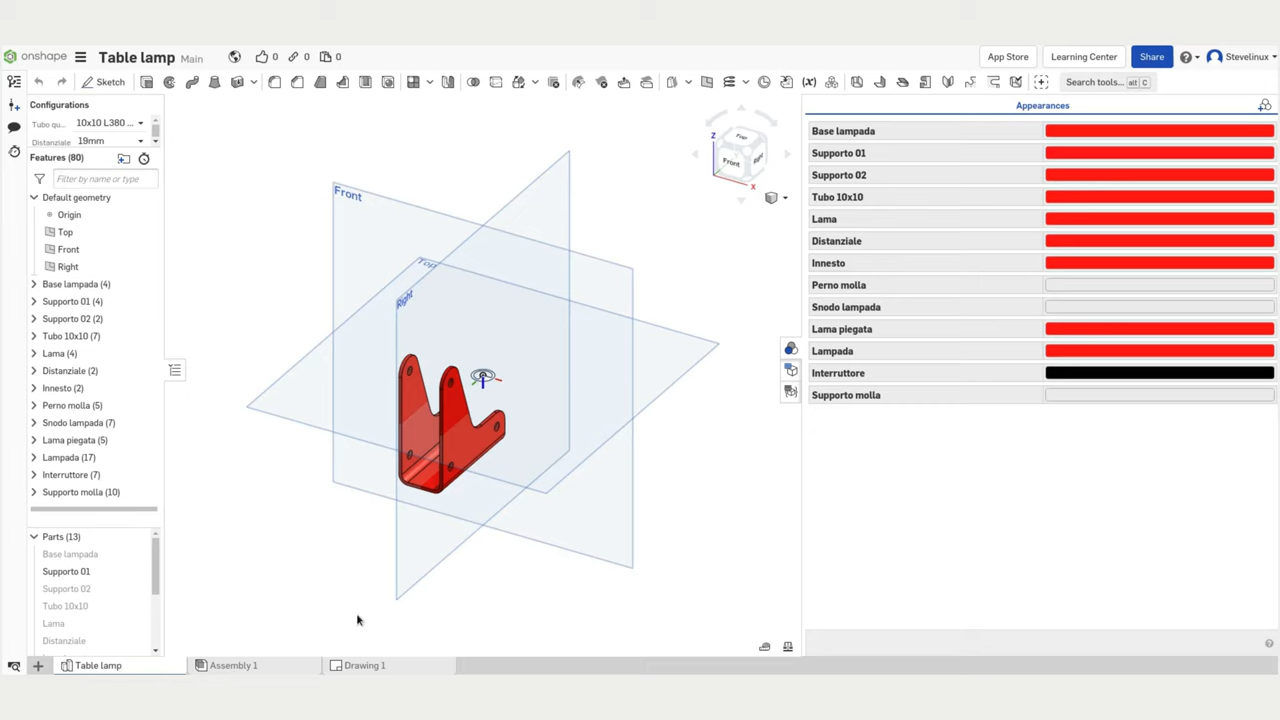 onshape
Table lamp Main
0
0
0
App Store
Learning Center
Share
Stevelinux
Sketch
Search tools... alt C
Configurations
Tubo qu... 10x10 L380 ...
Distanziale 19mm
Features (80)
Filter by name or type
Default geometry
Origin
Top
Front
Right
Base lampada (4)
Supporto 01 (4)
Supporto 02 (2)
Tubo 10x10 (7)
Lama (4)
Distanziale (2)
Innesto (2)
Perno molla (5)
Snodo lampada (7)
Lama piegata (5)
Lampada (17)
Interruttore (7)
Supporto molla (10)
Parts (13)
Base lampada
Supporto 01
Supporto 02
Tubo 10x10
Lama
Distanziale
Front
Top
Right
Z
Top
Front
Right
X
Appearances
Base lampada
Supporto 01
Supporto 02
Tubo 10x10
Lama
Distanziale
Innesto
Perno molla
Snodo lampada
Lama piegata
Lampada
Interruttore
Supporto molla
Table lamp
Assembly 1
Drawing 1